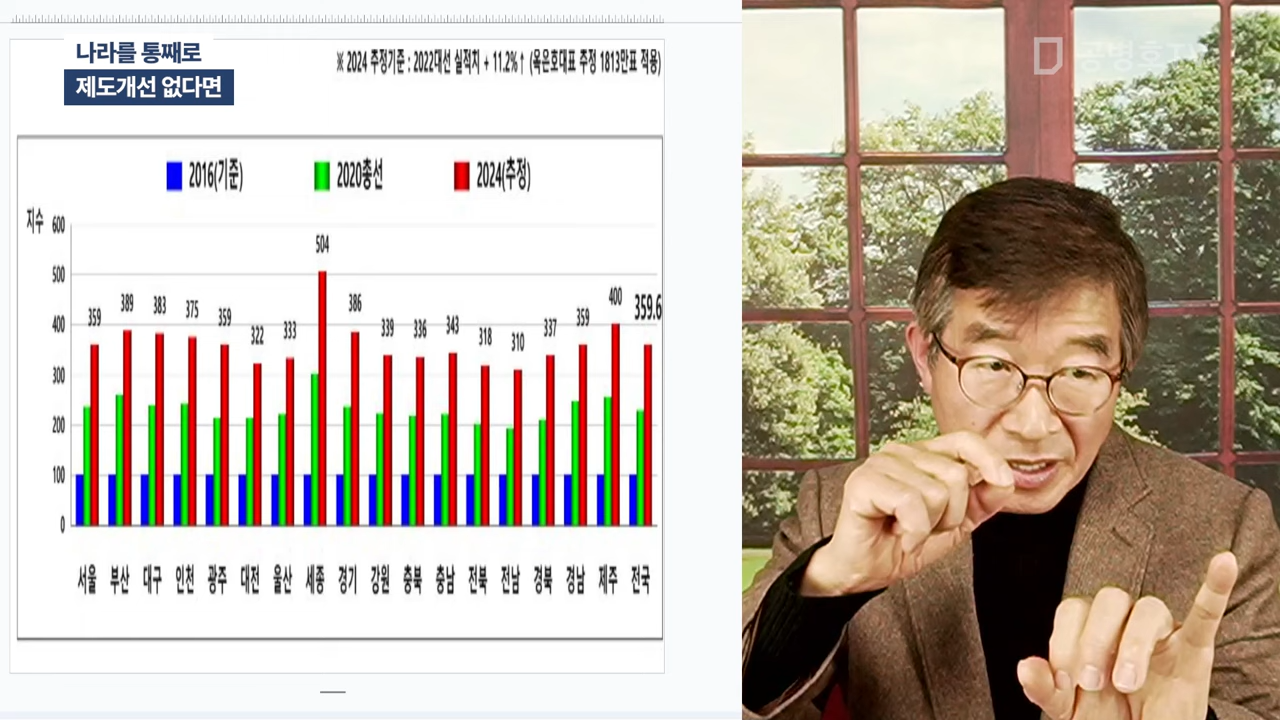 나라를 통째로
제도개선 없다면
※ 2024 추정기준 : 2022대선 실적치 + 11.2%↑ (옥은호대표 추정 1813만표 적용)
공병호TV
2016(기준) 2020총선 2024(추정)
지수
600
500
400
300
200
100
0
359 389 383 375 359 322 333 504 386 339 336 343 318 310 337 359 400 359.6
서울 부산 대구 인천 광주 대전 울산 세종 경기 강원 충북 충남 전북 전남 경북 경남 제주 전국